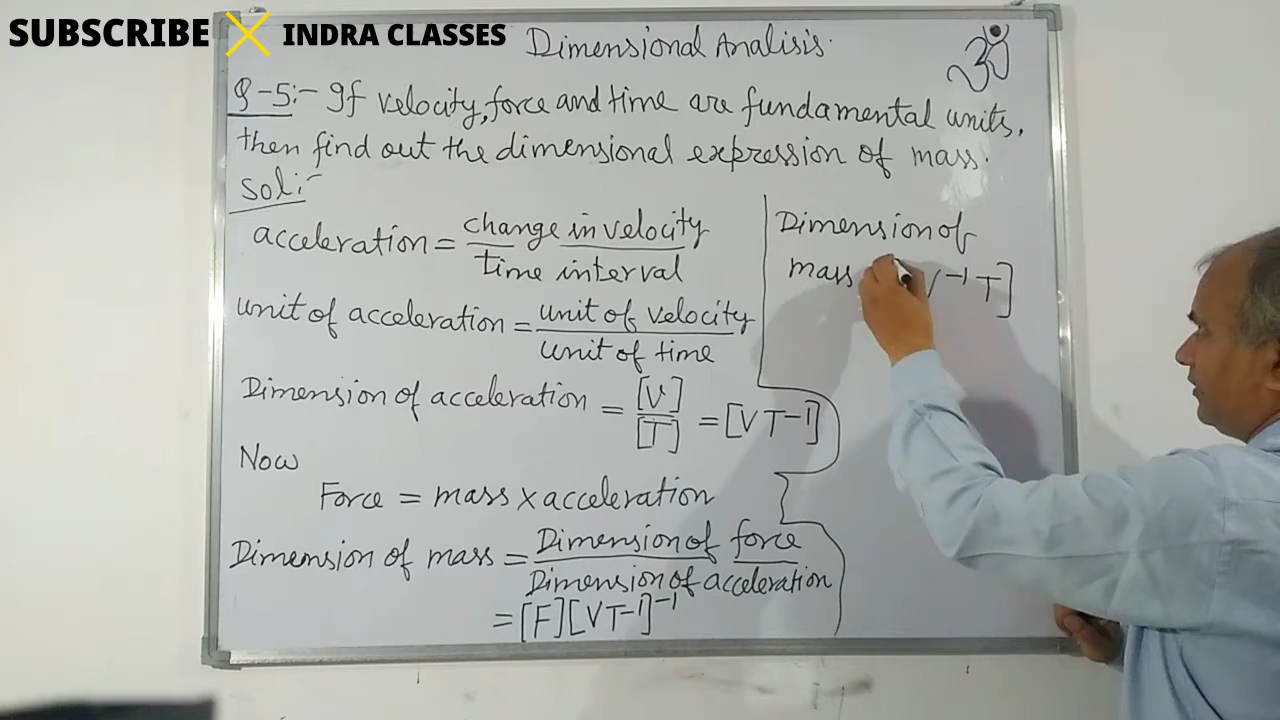 SUBSCRIBE INDRA CLASSES
Dimensional Analisis.
ॐ
Q-5:- If velocity, force and time are fundamental units,
then find out the dimensional expression of mass.
Sol:-
acceleration = change in velocity / time interval
unit of acceleration = unit of velocity / unit of time
Dimension of acceleration = [V] / [T] = [V T⁻¹]
Now
Force = mass × acceleration
Dimension of mass = Dimension of force / Dimension of acceleration
= [F][VT⁻¹]⁻¹
Dimension of
mass V⁻¹ T]